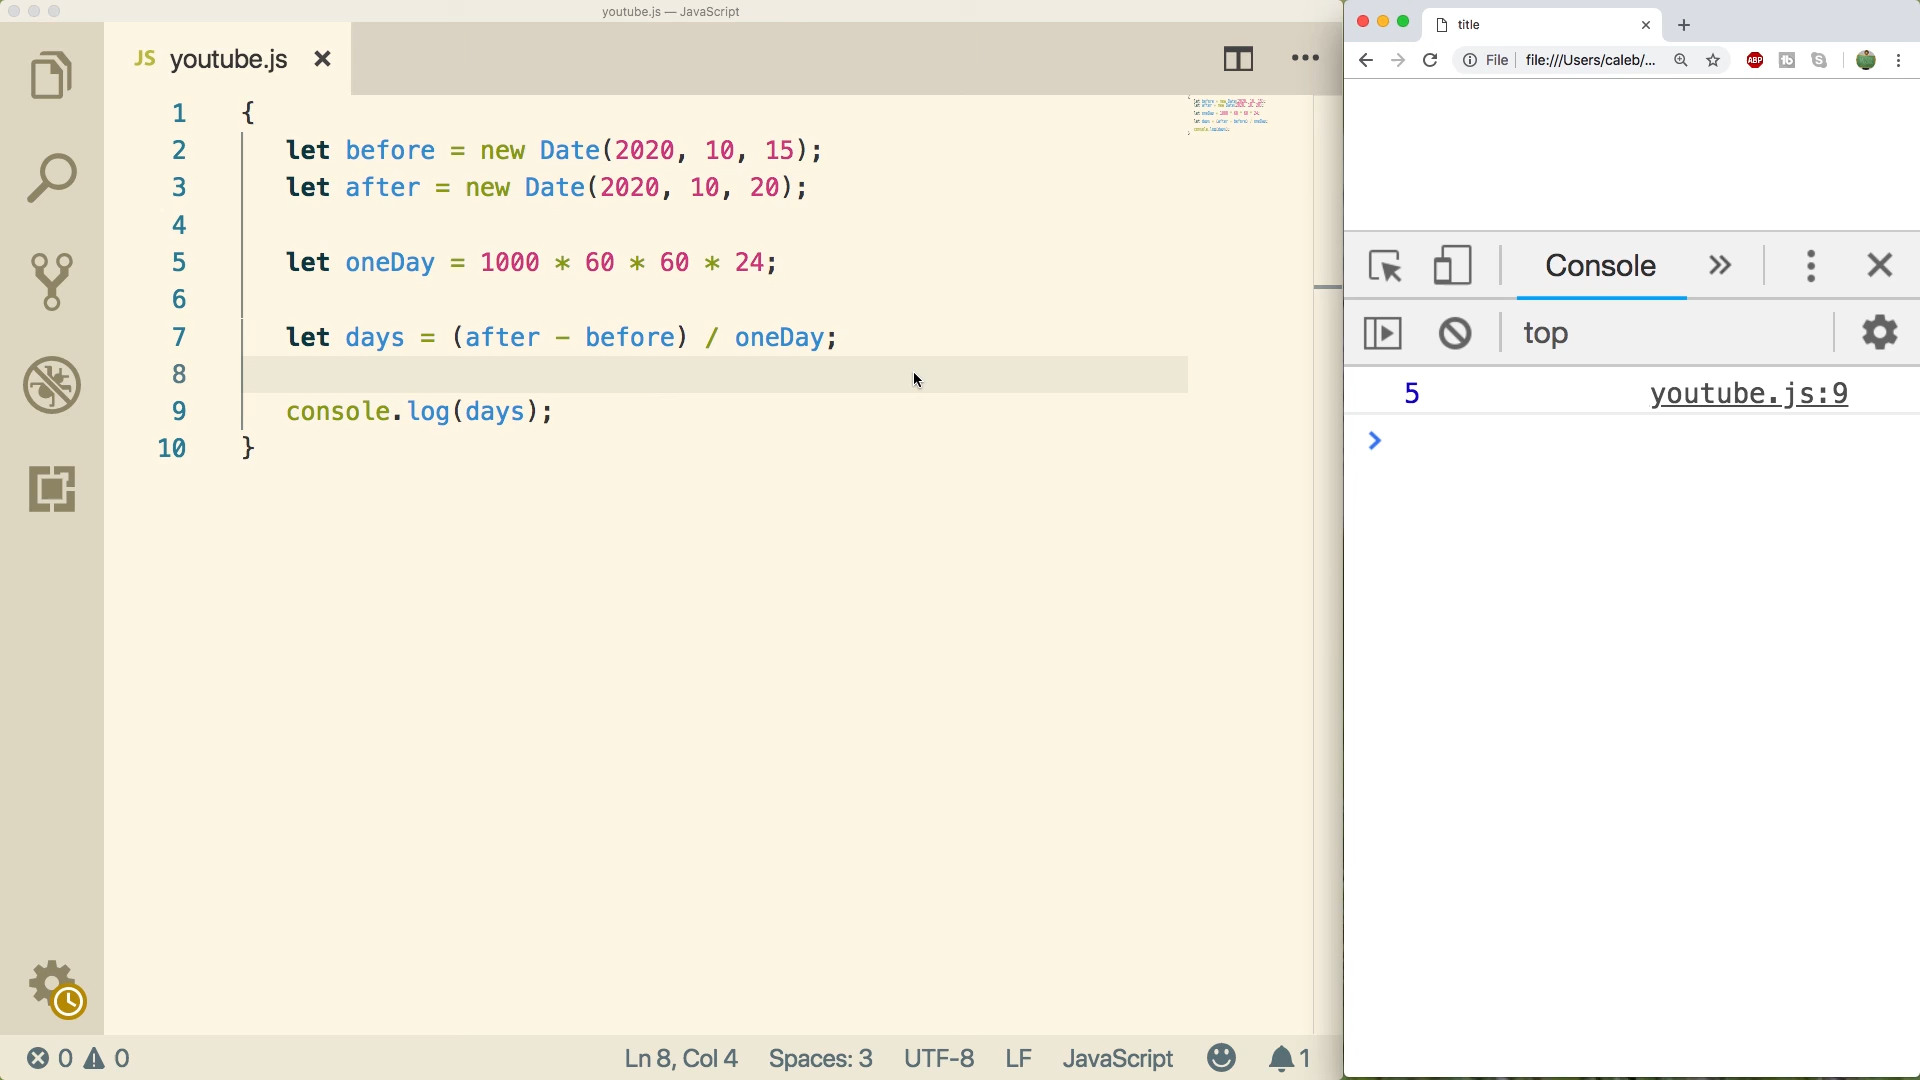 youtube.js — JavaScript
JS youtube.js
1 {
2 let before = new Date(2020, 10, 15);
3 let after = new Date(2020, 10, 20);
4
5 let oneDay = 1000 * 60 * 60 * 24;
6
7 let days = (after - before) / oneDay;
8
9 console.log(days);
10 }
0 0
Ln 8, Col 4 Spaces: 3 UTF-8 LF JavaScript 1
title
File file:///Users/caleb/... ABP tb S
Console
top
5 youtube.js:9